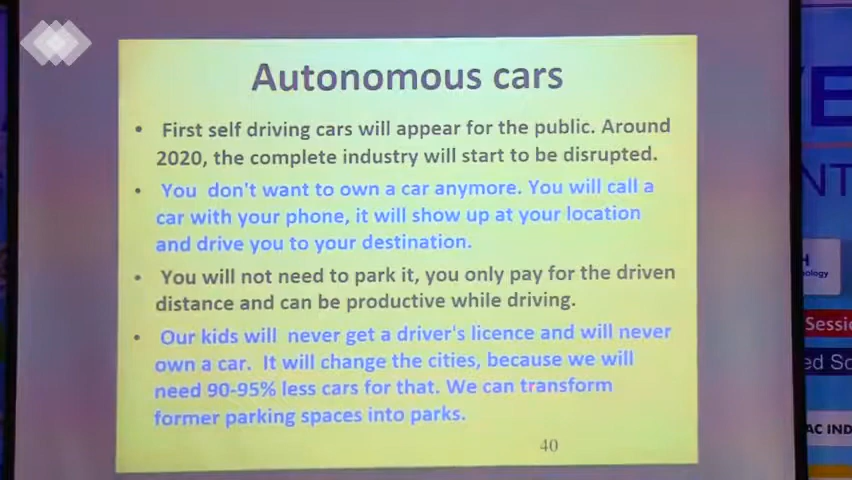 Autonomous cars
• First self driving cars will appear for the public. Around
2020, the complete industry will start to be disrupted.
• You don't want to own a car anymore. You will call a
car with your phone, it will show up at your location
and drive you to your destination.
• You will not need to park it, you only pay for the driven
distance and can be productive while driving.
• Our kids will never get a driver's licence and will never
own a car. It will change the cities, because we will
need 90-95% less cars for that. We can transform
former parking spaces into parks.
40
VE
NT
H
ology
Sessi
ed Sc
AC IND